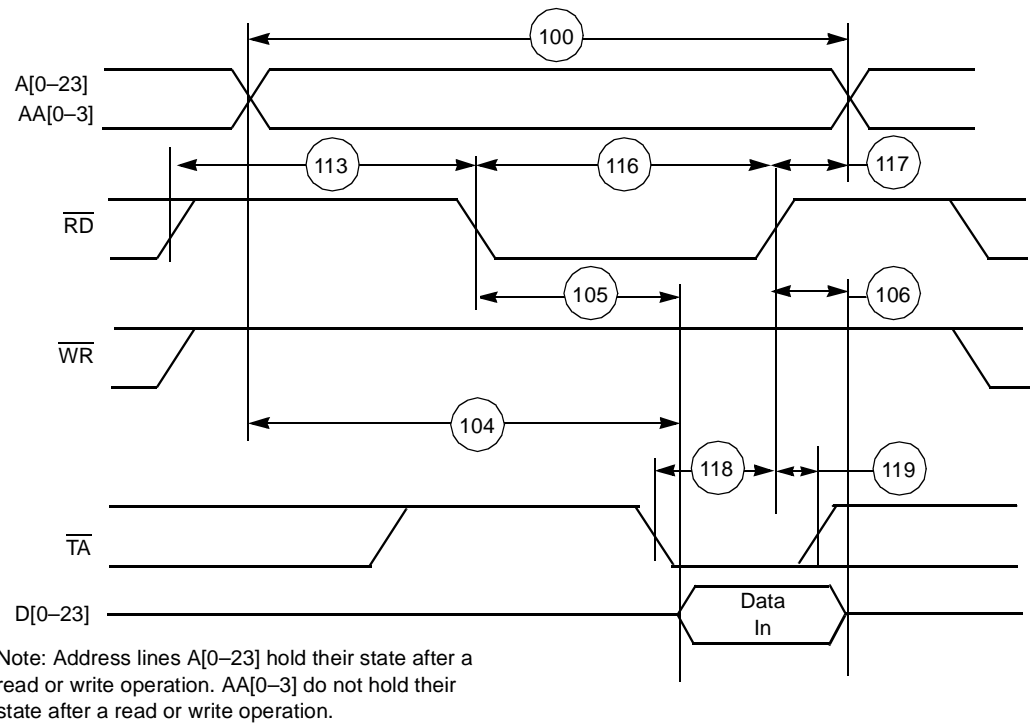 100
A[0–23]
AA[0–3]
113
116
117
RD
105
106
WR
104
118
119
TA
Data
In
D[0–23]
Note: Address lines A[0–23] hold their state after a
read or write operation. AA[0–3] do not hold their
state after a read or write operation.